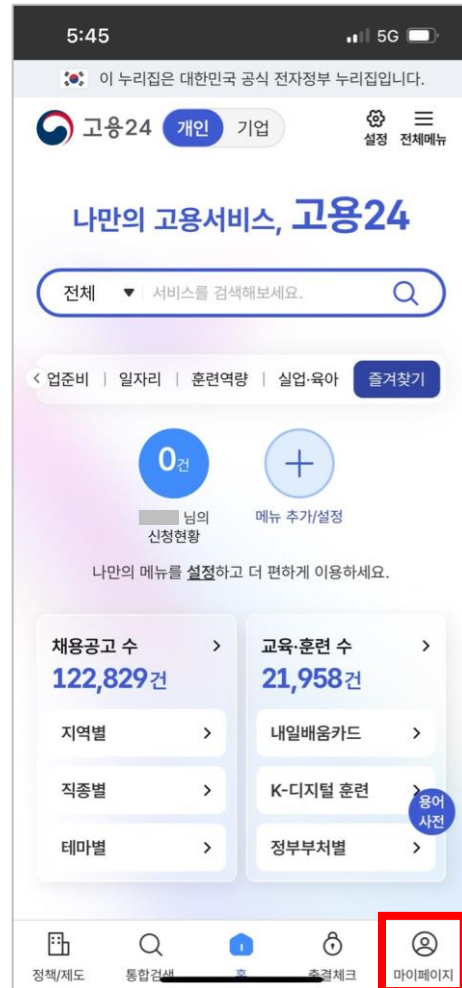 5:45
5G
이 누리집은 대한민국 공식 전자정부 누리집입니다.
고용24 개인 기업
설정 전체메뉴
나만의 고용서비스, 고용24
전체 ▼ 서비스를 검색해보세요.
업준비 | 일자리 | 훈련역량 | 실업·육아 즐겨찾기
0건
님의
신청현황
메뉴 추가/설정
나만의 메뉴를 설정하고 더 편하게 이용하세요.
채용공고 수
122,829건
지역별
직종별
테마별
교육·훈련 수
21,958건
내일배움카드
K-디지털 훈련
정부부처별
용어
사전
정책/제도 통합검색 홈 출결체크 마이페이지